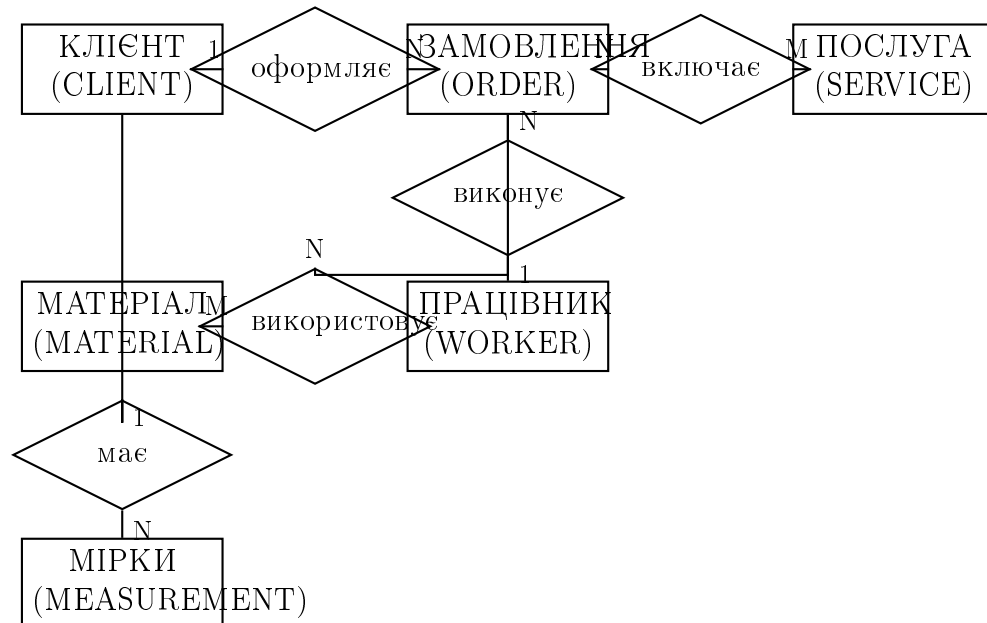 КЛІЄНТ
(CLIENT)
1
оформляє
N
ЗАМОВЛЕННЯ
(ORDER)
N
включає
M
ПОСЛУГА
(SERVICE)
N
виконує
1
N
МАТЕРІАЛ
(MATERIAL)
M
використовує
ПРАЦІВНИК
(WORKER)
1
має
N
МІРКИ
(MEASUREMENT)